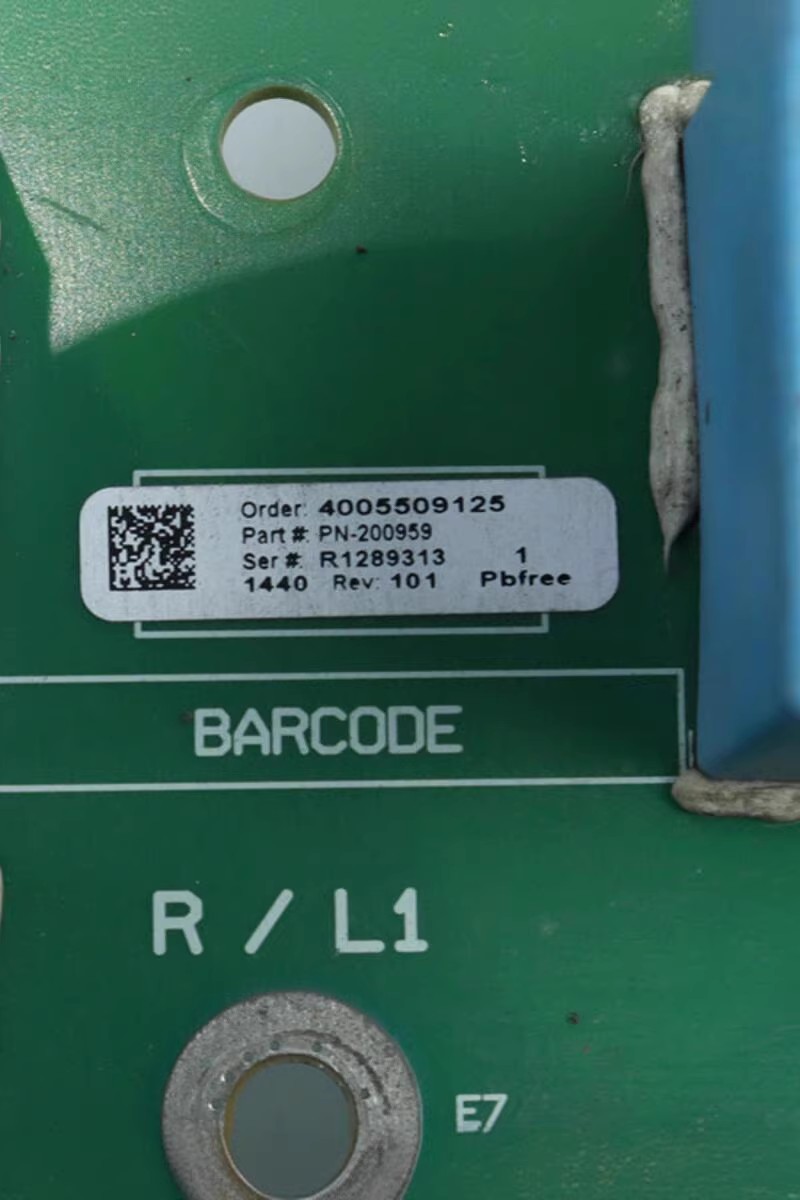 Order: 4005509125
Part #: PN-200959
Ser #: R1289313 1
1440 Rev: 101 Pbfree
BARCODE
R / L1
E7